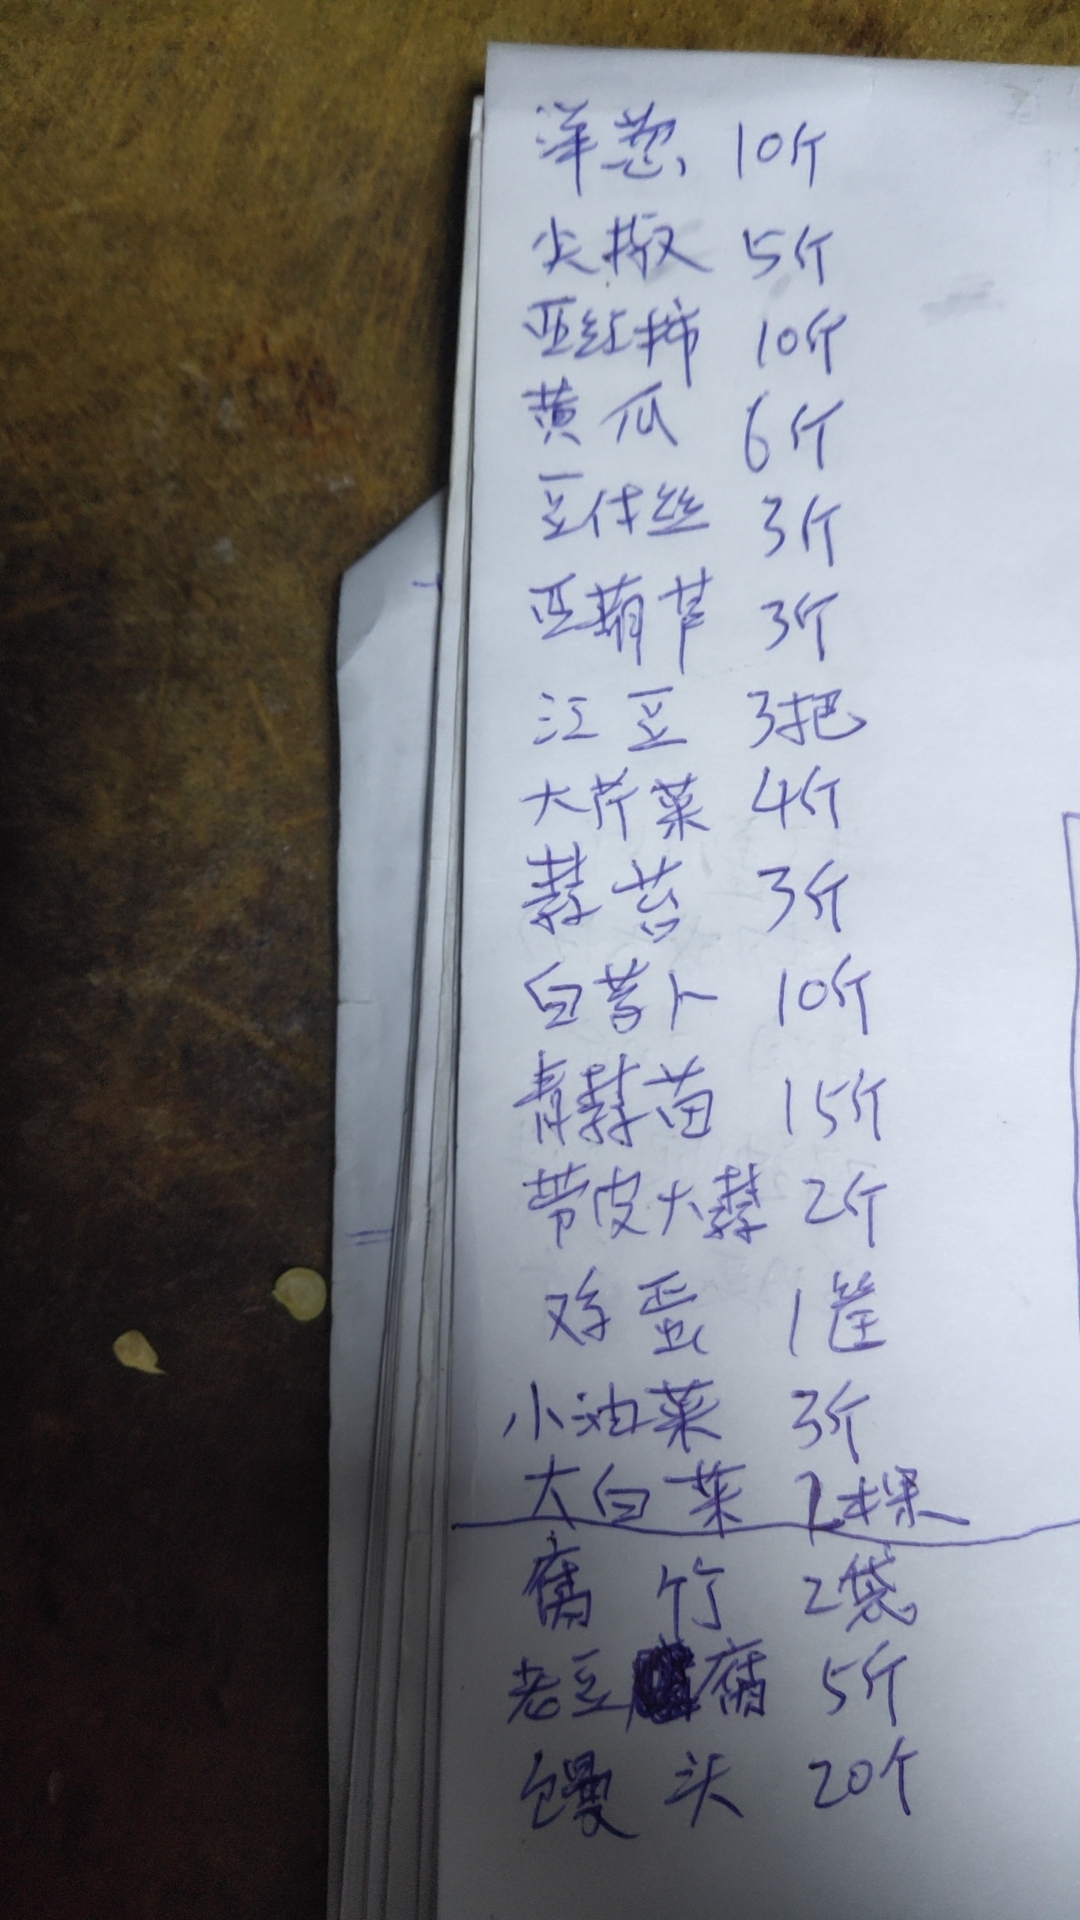 洋葱 10斤
尖椒 5斤
西红柿 10斤
黄瓜 6斤
豆付丝 3斤
西葫芦 3个
江豆 3把
大芹菜 4斤
蒜苔 3斤
白萝卜 10斤
青蒜苗 15斤
带皮大蒜 2个
鸡蛋 1筐
小油菜 3个
大白菜 2棵
腐竹 2袋
老豆腐 5斤
馒头 20个